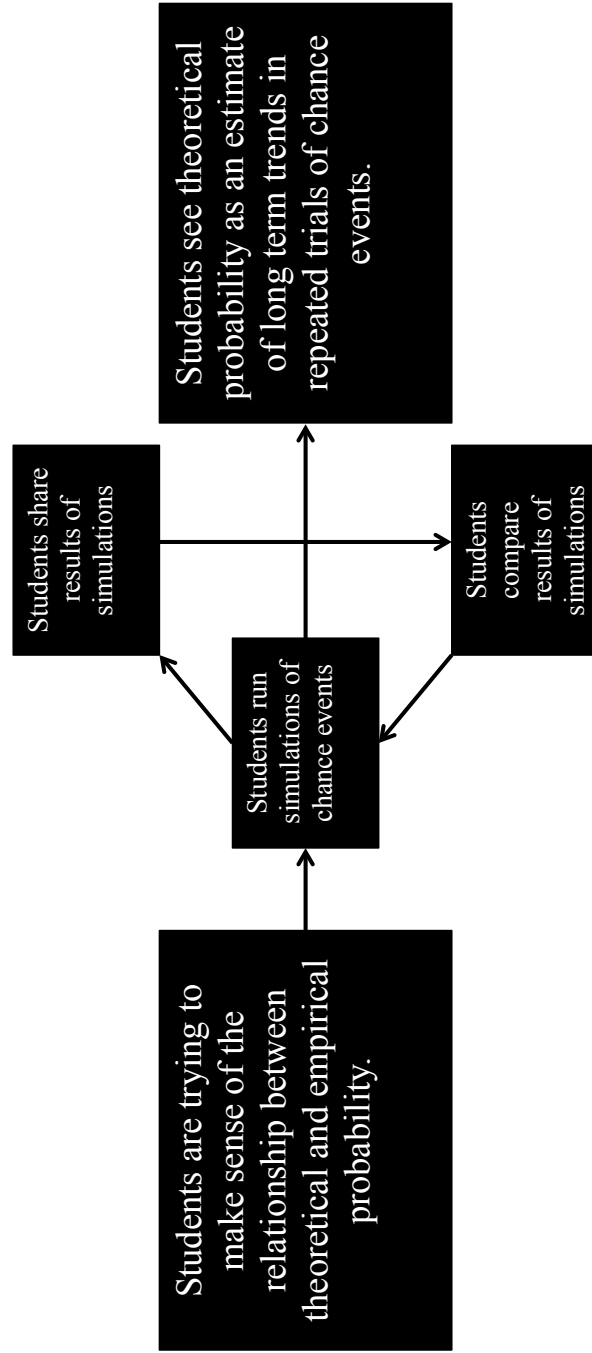 Students are trying to
make sense of the
relationship between
theoretical and empirical
probability.
Students run
simulations of
chance events
Students share
results of
simulations
Students
compare
results of
simulations
Students see theoretical
probability as an estimate
of long term trends in
repeated trials of chance
events.